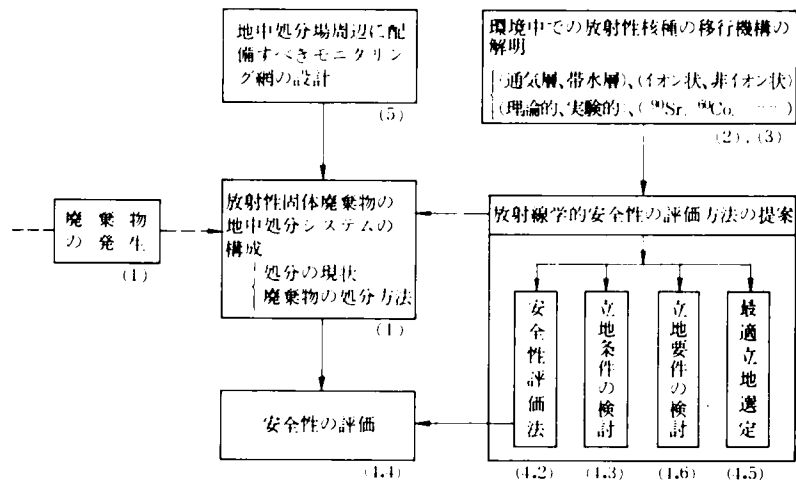 地中処分場周辺に配
備すべきモニタリン
グ網の設計
(5)
環境中での放射性核種の移行機構の
解明
(通気層、帯水層)、(イオン状、非イオン状)
(理論的、実験的)、(⁹⁰Sr, ⁶⁰Co, ……)
(2), (3)
廃棄物
の発生
(1)
放射性固体廃棄物の
地中処分システムの
構成
処分の現状
廃棄物の処分方法
(1)
放射線学的安全性の評価方法の提案
安全性評価法
(4.2)
立地条件の検討
(4.3)
立地要件の検討
(4.6)
最適立地選定
(4.5)
安全性の評価
(4.4)